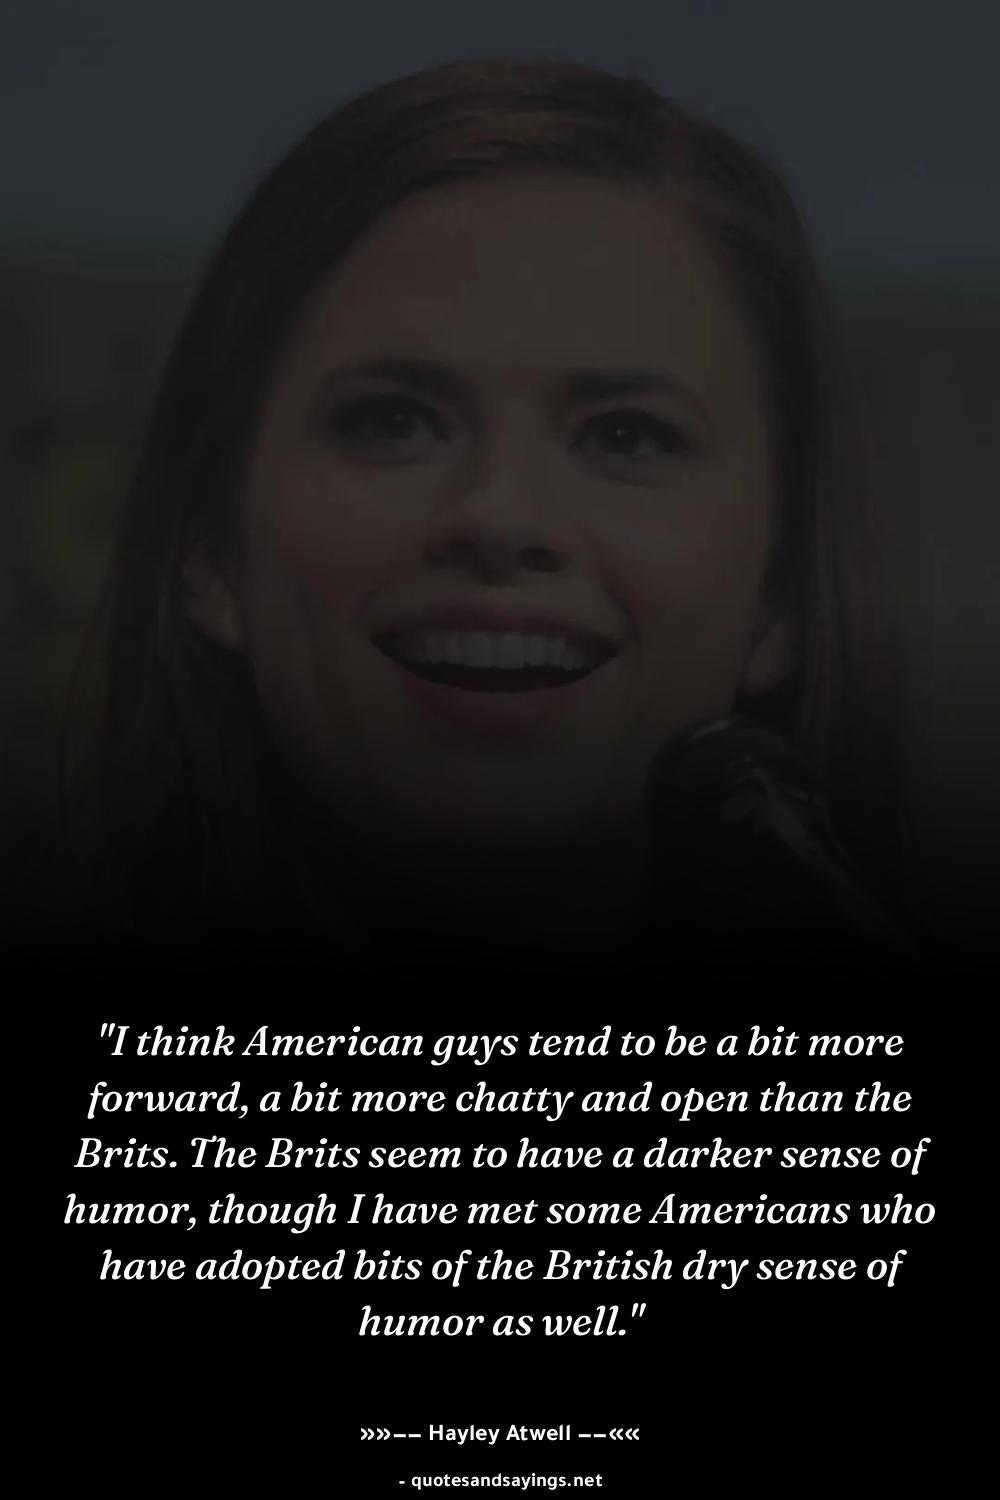 "I think American guys tend to be a bit more
forward, a bit more chatty and open than the
Brits. The Brits seem to have a darker sense of
humor, though I have met some Americans who
have adopted bits of the British dry sense of
humor as well."
»»−− Hayley Atwell −−««
- quotesandsayings.net